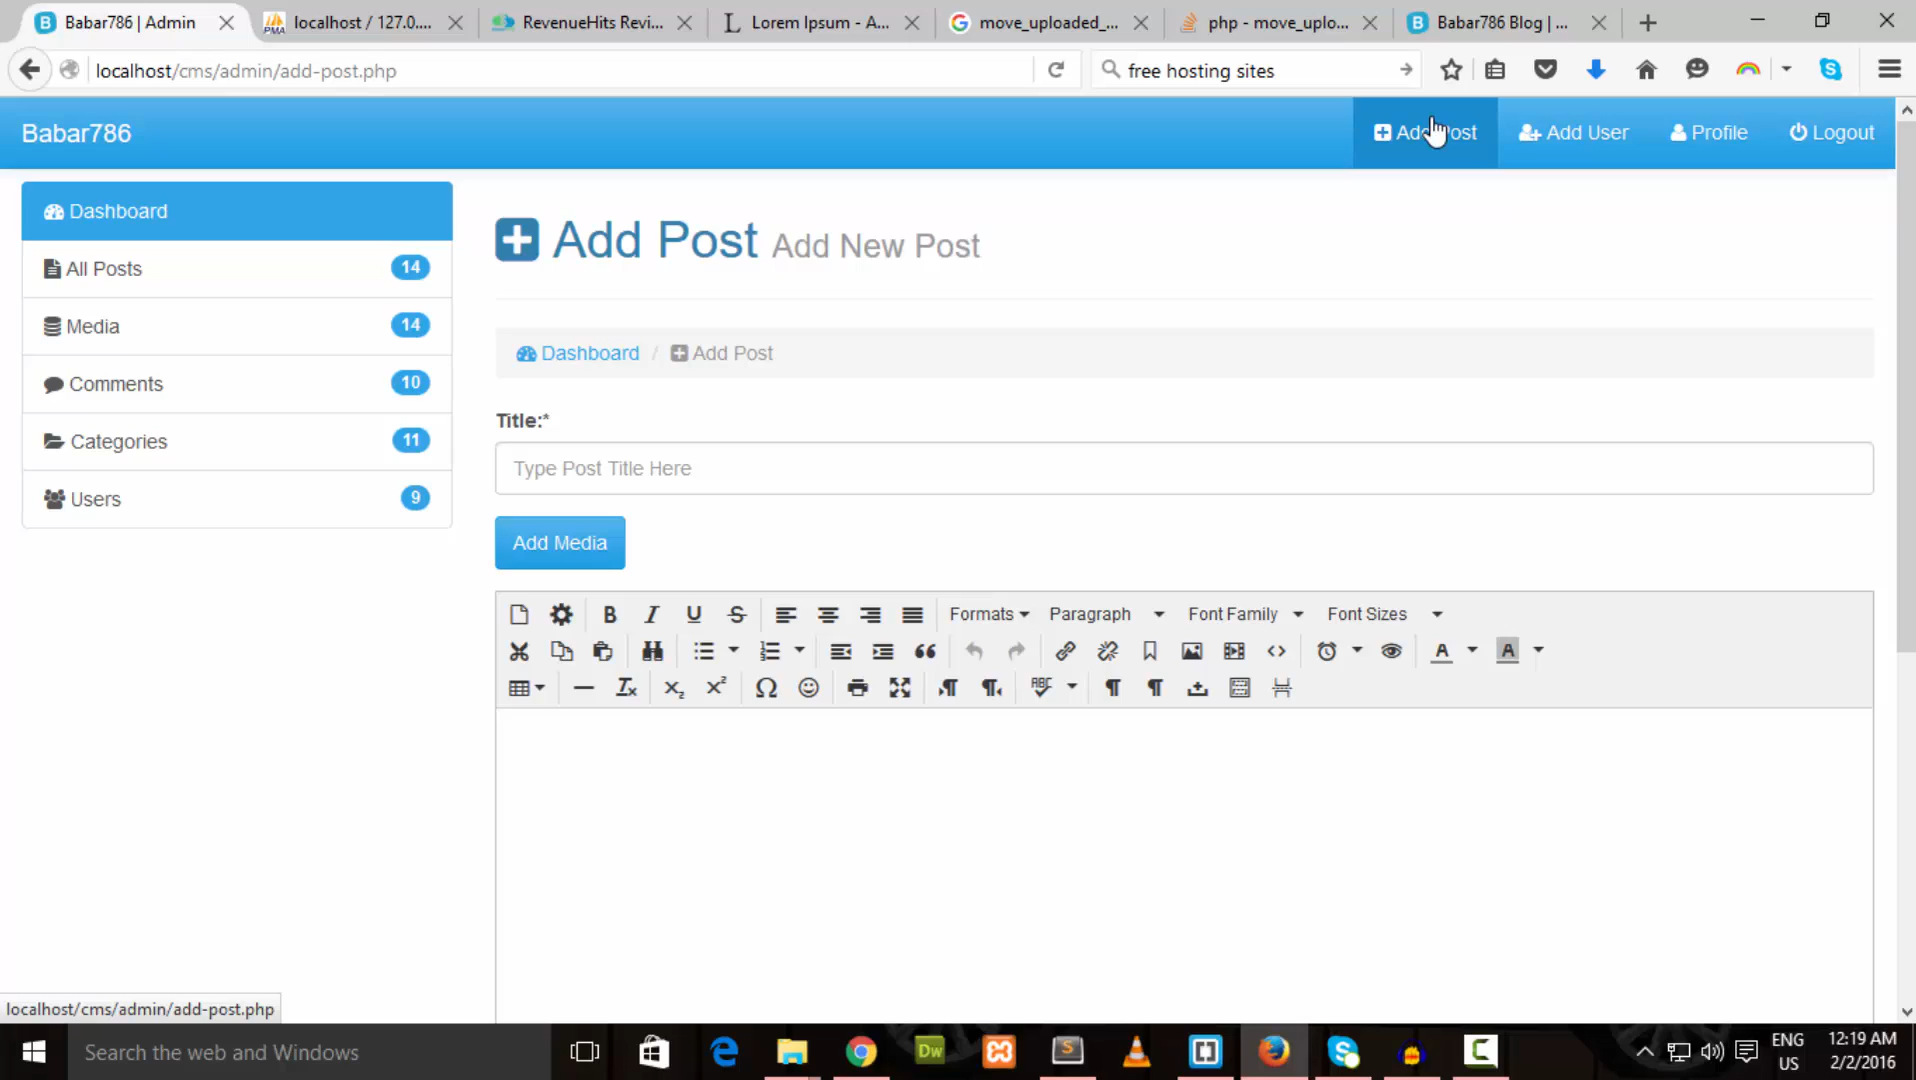 Babar786 | Admin
localhost / 127.0....
RevenueHits Revi...
Lorem Ipsum - A...
move_uploaded_...
php - move_uplo...
Babar786 Blog | ...
localhost/cms/admin/add-post.php
free hosting sites
Babar786
Add Post
Add User
Profile
Logout
Dashboard
All Posts 14
Media 14
Comments 10
Categories 11
Users 9
Add Post Add New Post
Dashboard / Add Post
Title:*
Type Post Title Here
Add Media
Formats
Paragraph
Font Family
Font Sizes
localhost/cms/admin/add-post.php
Search the web and Windows
Dw
ENG
US
12:19 AM
2/2/2016